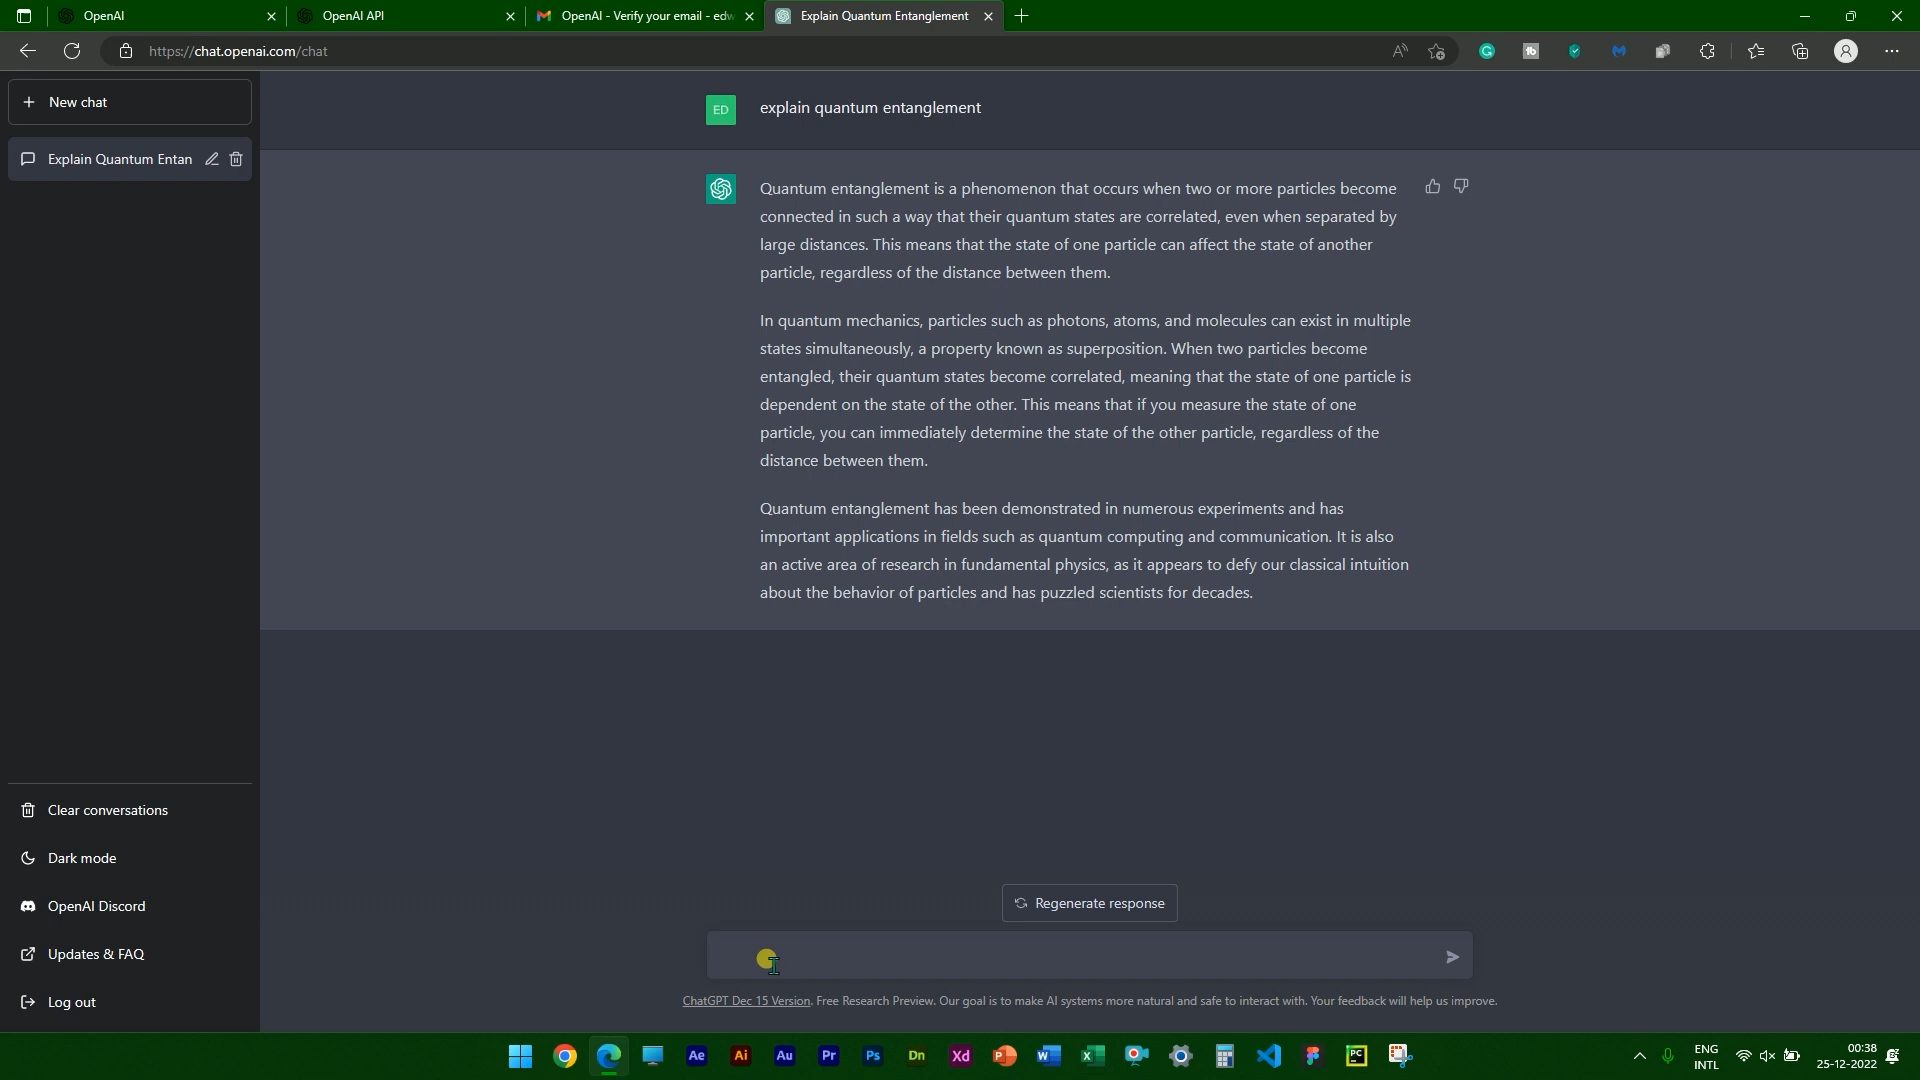 OpenAI
OpenAI API
OpenAI - Verify your email - edw
Explain Quantum Entanglement
https://chat.openai.com/chat
New chat
Explain Quantum Entan
ED
explain quantum entanglement
Quantum entanglement is a phenomenon that occurs when two or more particles become
connected in such a way that their quantum states are correlated, even when separated by
large distances. This means that the state of one particle can affect the state of another
particle, regardless of the distance between them.
In quantum mechanics, particles such as photons, atoms, and molecules can exist in multiple
states simultaneously, a property known as superposition. When two particles become
entangled, their quantum states become correlated, meaning that the state of one particle is
dependent on the state of the other. This means that if you measure the state of one
particle, you can immediately determine the state of the other particle, regardless of the
distance between them.
Quantum entanglement has been demonstrated in numerous experiments and has
important applications in fields such as quantum computing and communication. It is also
an active area of research in fundamental physics, as it appears to defy our classical intuition
about the behavior of particles and has puzzled scientists for decades.
Clear conversations
Dark mode
OpenAI Discord
Updates & FAQ
Log out
Regenerate response
ChatGPT Dec 15 Version. Free Research Preview. Our goal is to make AI systems more natural and safe to interact with. Your feedback will help us improve.
Ae
Ai
Au
Pr
Ps
Dn
Xd
P
W
X
PC
ENG
INTL
00:38
25-12-2022